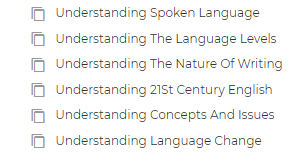 Understanding Spoken Language
Understanding The Language Levels
Understanding The Nature Of Writing
Understanding 21St Century English
Understanding Concepts And Issues
Understanding Language Change